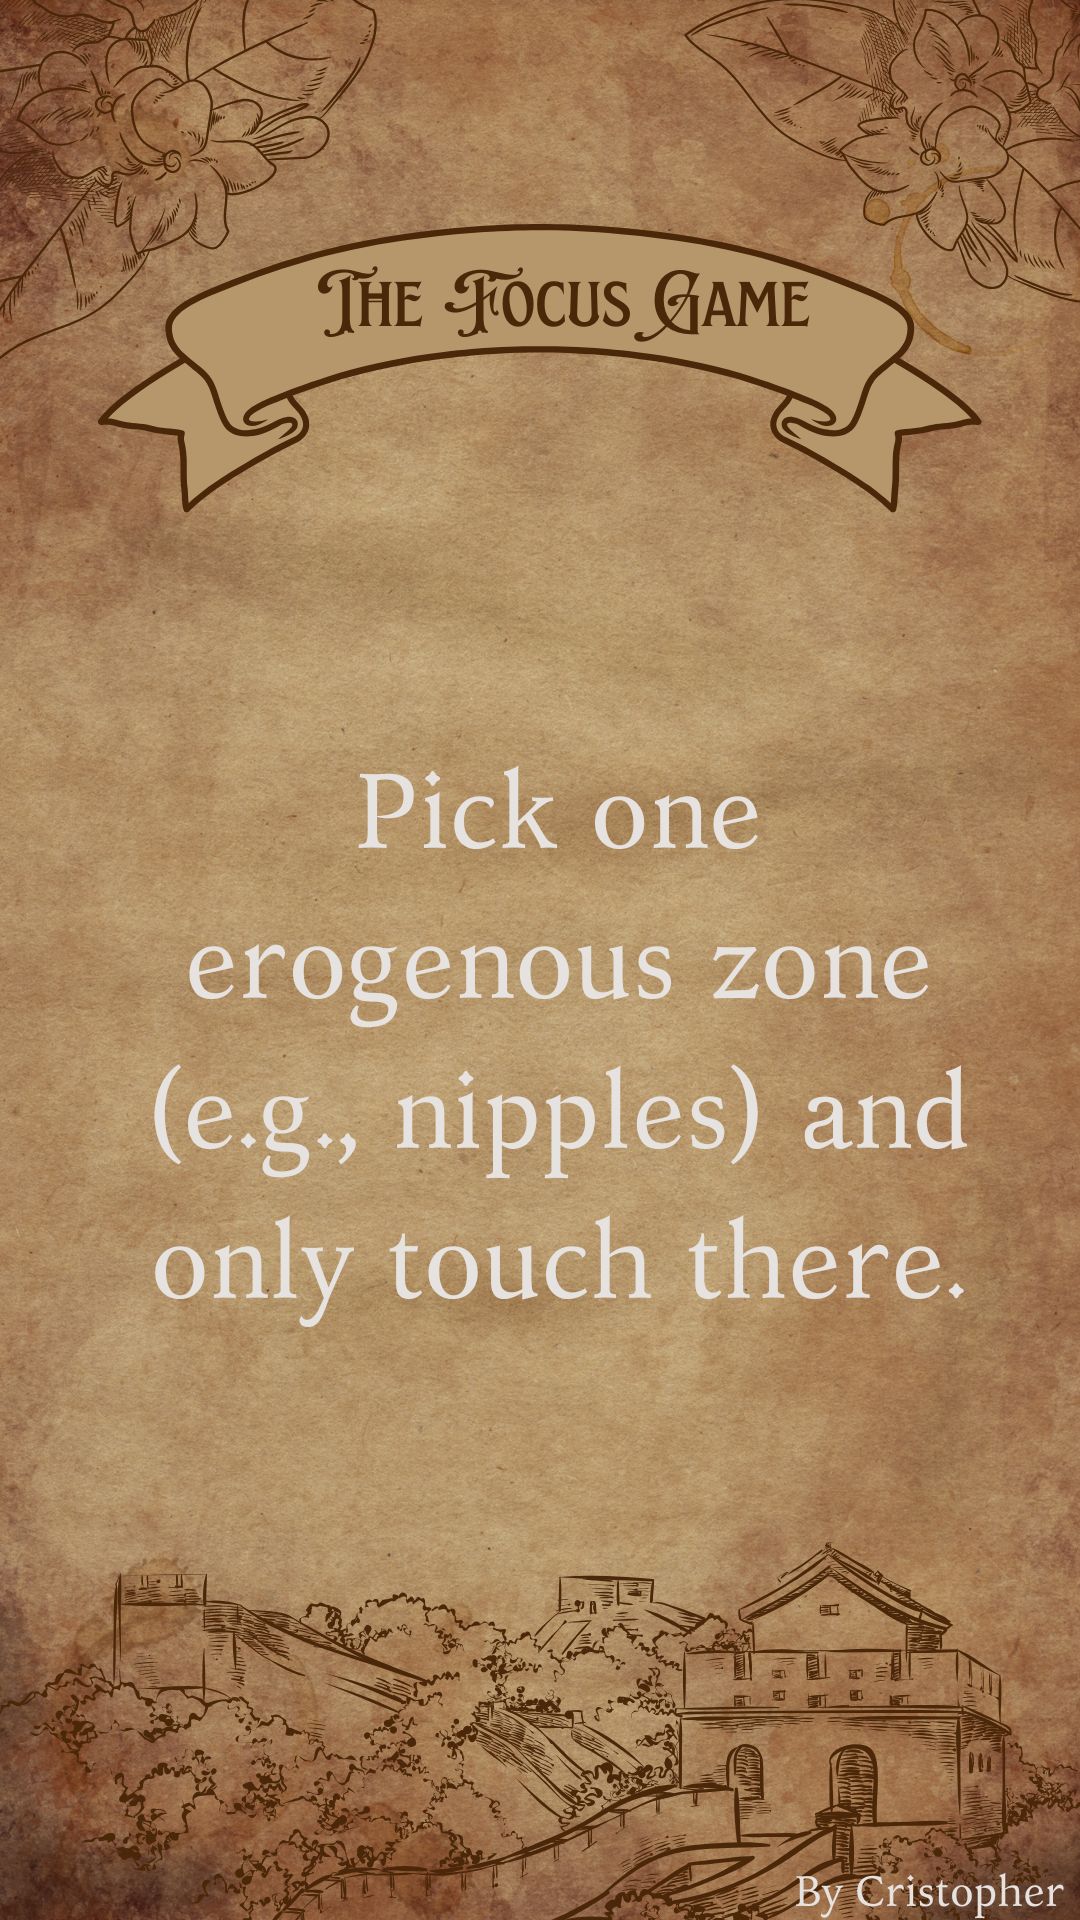 The Focus Game
Pick one
erogenous zone
(e.g., nipples) and
only touch there.
By Cristopher